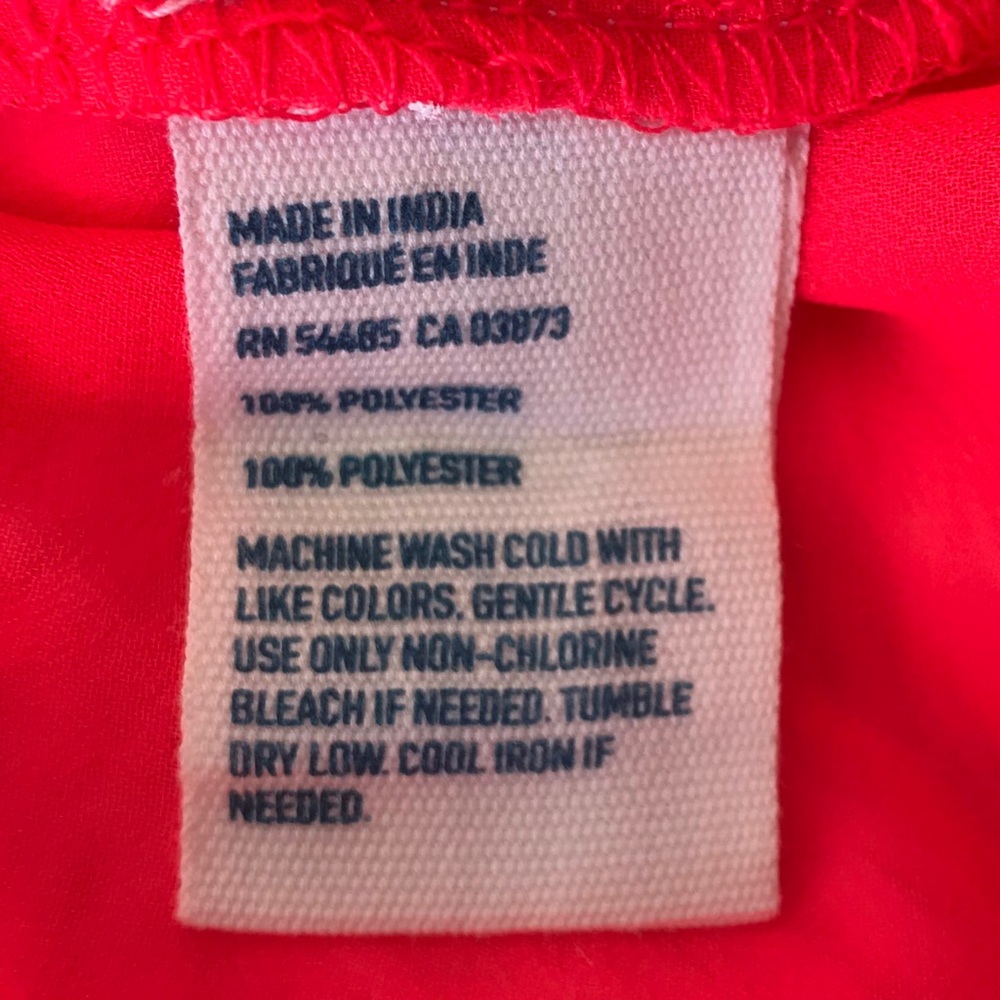 MADE IN INDIA
FABRIQUÉ EN INDE
RN 54485 CA 03873
100% POLYESTER
100% POLYESTER
MACHINE WASH COLD WITH
LIKE COLORS. GENTLE CYCLE.
USE ONLY NON-CHLORINE
BLEACH IF NEEDED. TUMBLE
DRY LOW. COOL IRON IF
NEEDED.